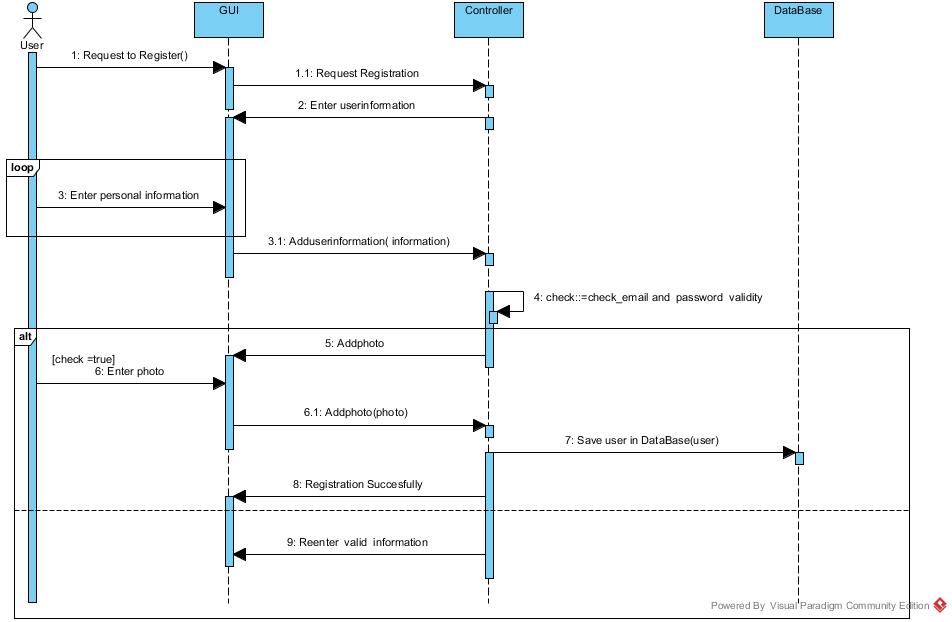 GUI
Controller
DataBase
User
1: Request to Register()
1.1: Request Registration
2: Enter userinformation
loop
3: Enter personal information
3.1: Adduserinformation( information)
4: check::=check_email and password validity
alt
5: Addphoto
[check =true]
6: Enter photo
6.1: Addphoto(photo)
7: Save user in DataBase(user)
8: Registration Succesfully
9: Reenter valid information
Powered By Visual Paradigm Community Edition